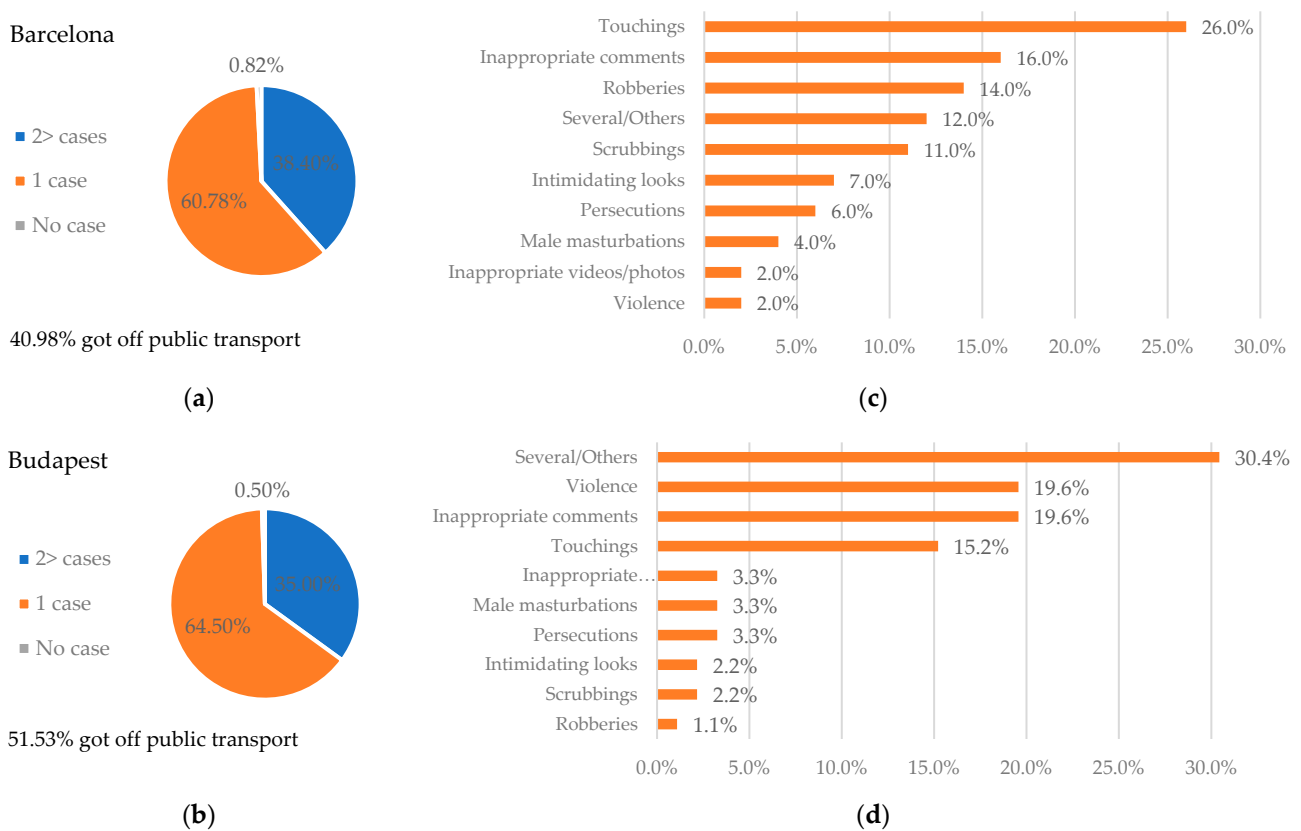 Barcelona
0.82%
2> cases
1 case
No case
38.40%
60.78%
40.98% got off public transport
(a)
Touchings
26.0%
Inappropriate comments
16.0%
Robberies
14.0%
Several/Others
12.0%
Scrubbings
11.0%
Intimidating looks
7.0%
Persecutions
6.0%
Male masturbations
4.0%
Inappropriate videos/photos
2.0%
Violence
2.0%
0.0% 5.0% 10.0% 15.0% 20.0% 25.0% 30.0%
(c)
Budapest
0.50%
2> cases
1 case
No case
35.00%
64.50%
51.53% got off public transport
(b)
Several/Others
30.4%
Violence
19.6%
Inappropriate comments
19.6%
Touchings
15.2%
Inappropriate…
3.3%
Male masturbations
3.3%
Persecutions
3.3%
Intimidating looks
2.2%
Scrubbings
2.2%
Robberies
1.1%
0.0% 5.0% 10.0% 15.0% 20.0% 25.0% 30.0%
(d)